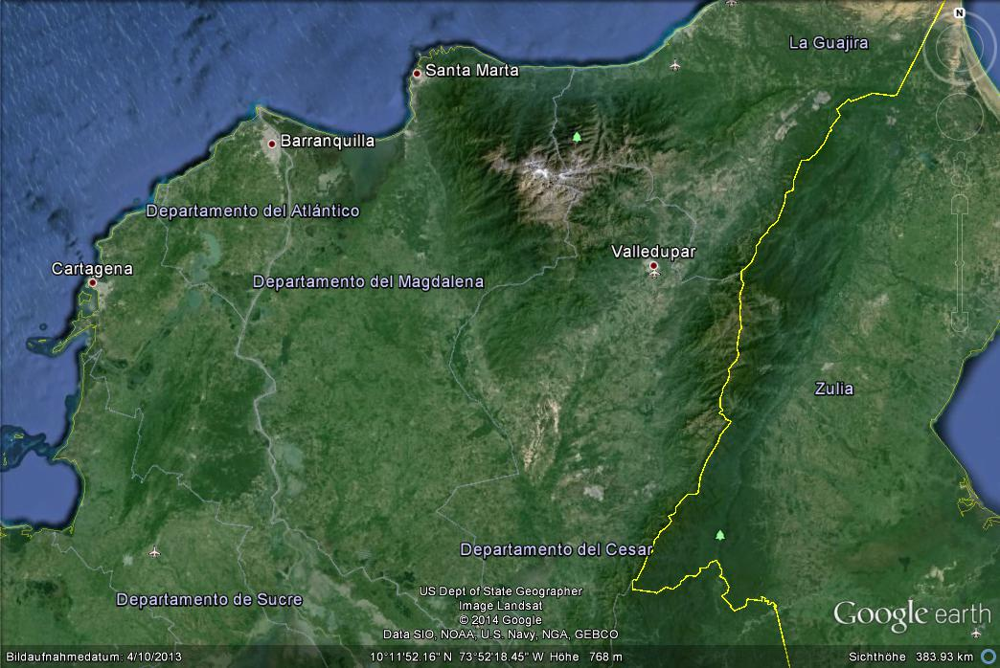 N
La Guajira
Santa Marta
Barranquilla
Departamento del Atlántico
Valledupar
Cartagena
Departamento del Magdalena
Zulia
Departamento del Cesar
US Dept of State Geographer
Image Landsat
© 2014 Google
Data SIO, NOAA, U.S. Navy, NGA, GEBCO
Departamento de Sucre
Google earth
Bildaufnahmedatum: 4/10/2013
10°11'52.16" N 73°52'18.45" W Höhe 768 m
Sichthöhe 383.93 km